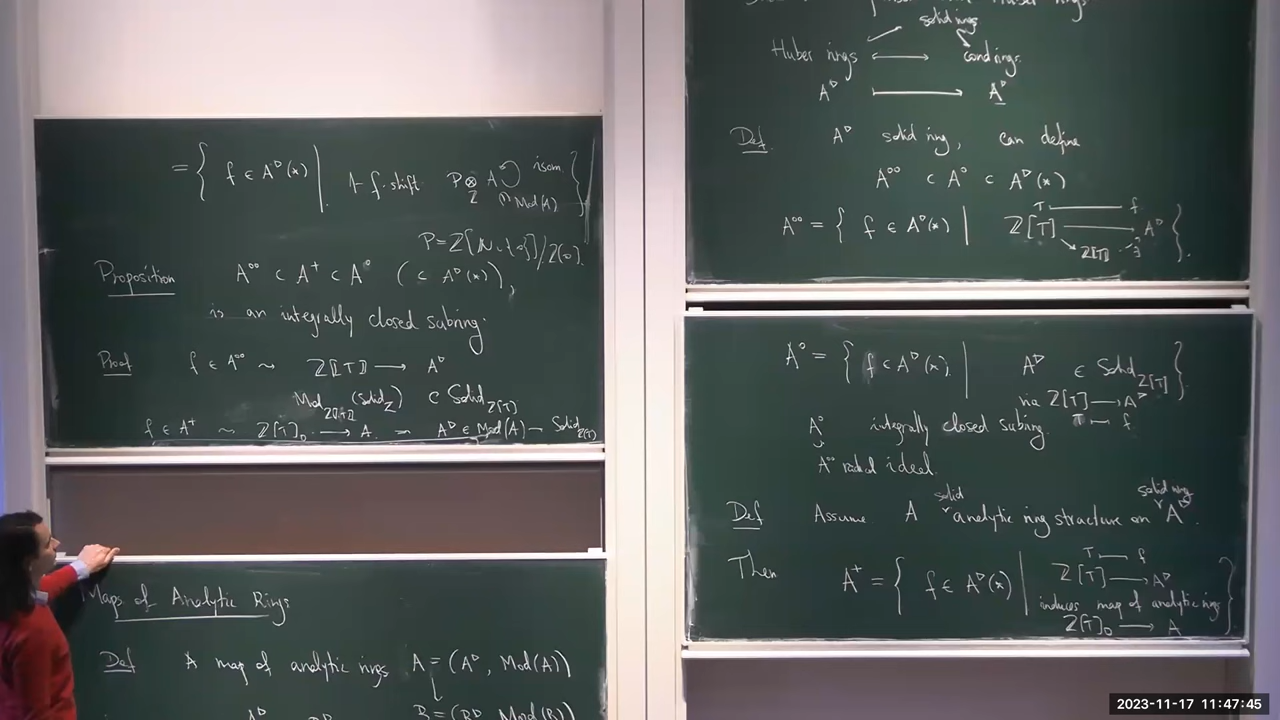 = { f ∈ A^▷(*) | 1 - f·shift P ⊗_Z A ↺ isom. }
∩ Mod(A)
P = Z[N∪{∞}]/Z[∞].
Proposition A^∞ ⊂ A^+ ⊂ A^° (⊂ A^▷(*)),
is an integrally closed subring.
Proof f ∈ A^∞ ~> Z[[T]] → A^▷
Mod_{Z[[T]]}(Solid_Z) ⊂ Solid_{Z[T]}
f ∈ A^+ ~> Z[T]_□ → A ⇒ A^▷ ∈ Mod(A) → Solid_{Z[T]}
Maps of Analytic Rings
Def A map of analytic rings A = (A^▷, Mod(A))
↓
B = (B^▷, Mod(B))
solid rings
Huber rings ↔ cond rings
A^▷ ↦ A^▷
Def A^▷ solid ring, can define
A^∞ ⊂ A^° ⊂ A^▷(*)
T — f
A^∞ = { f ∈ A^▷(*) | Z[T] → A^▷ }
Z[[T]] ∃
A^° = { f ∈ A^▷(*) | A^▷ ∈ Solid_{Z[T]} }
via Z[T] → A^▷
T ↦ f
A^° integrally closed subring
∪
A^∞ radical ideal.
Def Assume A solid analytic ring structure on solid ring A^▷.
T — f
Then A^+ = { f ∈ A^▷(*) | Z[T] → A^▷ }
induces map of analytic rings
Z[T]_□ → A
2023-11-17 11:47:45